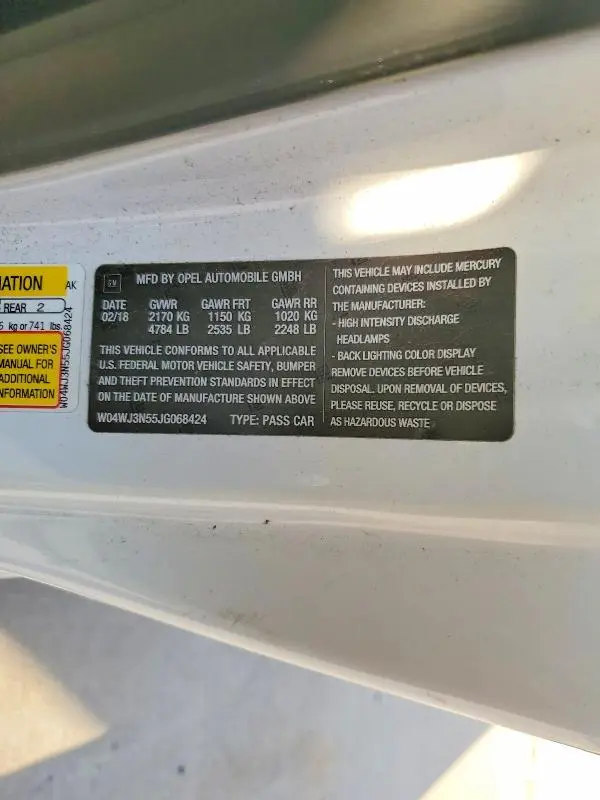 MATION
AK
REAR 2
kg or 741 lbs.
SEE OWNER'S
MANUAL FOR
ADDITIONAL
INFORMATION
W04WJ3N55JG068424
GM
MFD BY OPEL AUTOMOBILE GMBH
DATE GVWR GAWR FRT GAWR RR
02/18 2170 KG 1150 KG 1020 KG
4784 LB 2535 LB 2248 LB
THIS VEHICLE CONFORMS TO ALL APPLICABLE
U.S. FEDERAL MOTOR VEHICLE SAFETY, BUMPER
AND THEFT PREVENTION STANDARDS IN EFFECT
ON THE DATE OF MANUFACTURE SHOWN ABOVE
W04WJ3N55JG068424 TYPE: PASS CAR
THIS VEHICLE MAY INCLUDE MERCURY
CONTAINING DEVICES INSTALLED BY
THE MANUFACTURER:
- HIGH INTENSITY DISCHARGE
HEADLAMPS
- BACK LIGHTING COLOR DISPLAY
REMOVE DEVICES BEFORE VEHICLE
DISPOSAL. UPON REMOVAL OF DEVICES,
PLEASE REUSE, RECYCLE OR DISPOSE
AS HAZARDOUS WASTE